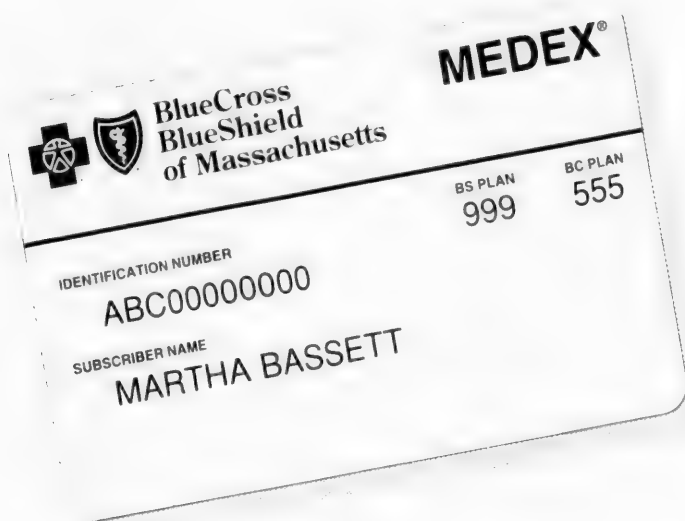 MEDEX®
BlueCross
BlueShield
of Massachusetts
BS PLAN
999
BC PLAN
555
IDENTIFICATION NUMBER
ABC00000000
SUBSCRIBER NAME
MARTHA BASSETT